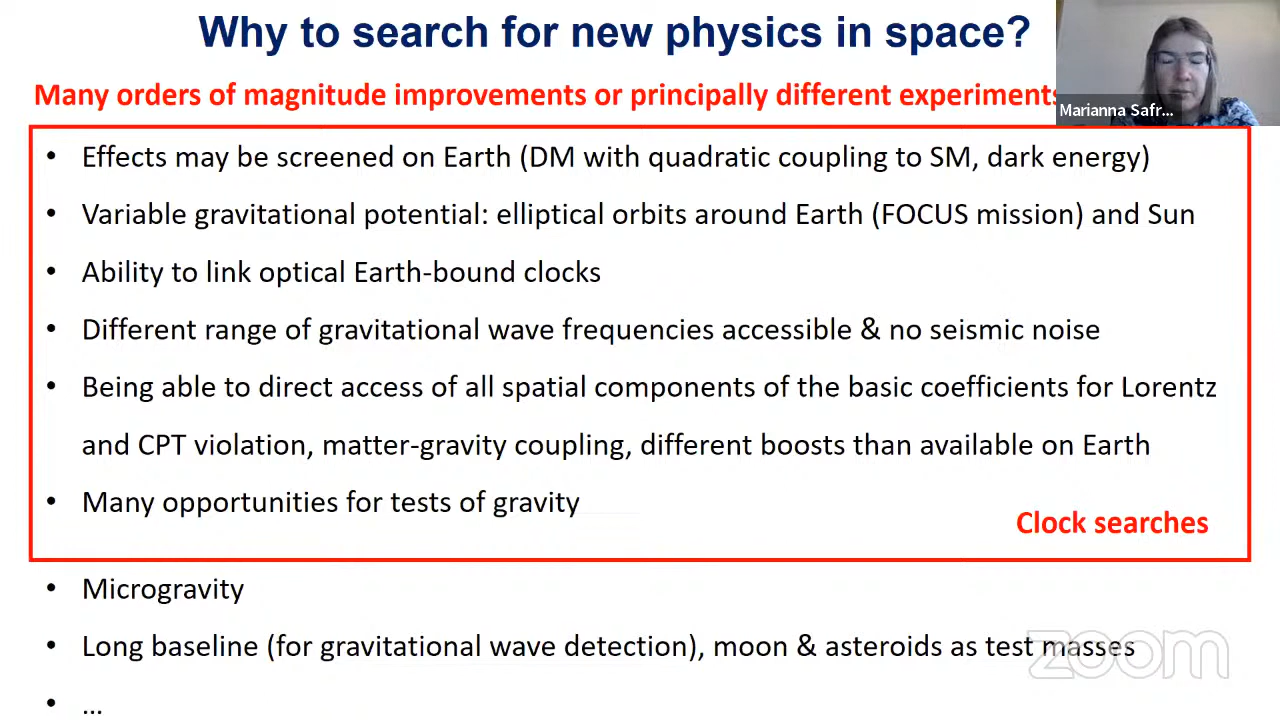 Why to search for new physics in space?
Many orders of magnitude improvements or principally different experiments
Marianna Safr...
• Effects may be screened on Earth (DM with quadratic coupling to SM, dark energy)
• Variable gravitational potential: elliptical orbits around Earth (FOCUS mission) and Sun
• Ability to link optical Earth-bound clocks
• Different range of gravitational wave frequencies accessible & no seismic noise
• Being able to direct access of all spatial components of the basic coefficients for Lorentz
and CPT violation, matter-gravity coupling, different boosts than available on Earth
• Many opportunities for tests of gravity
Clock searches
• Microgravity
• Long baseline (for gravitational wave detection), moon & asteroids as test masses
zoom
• ...